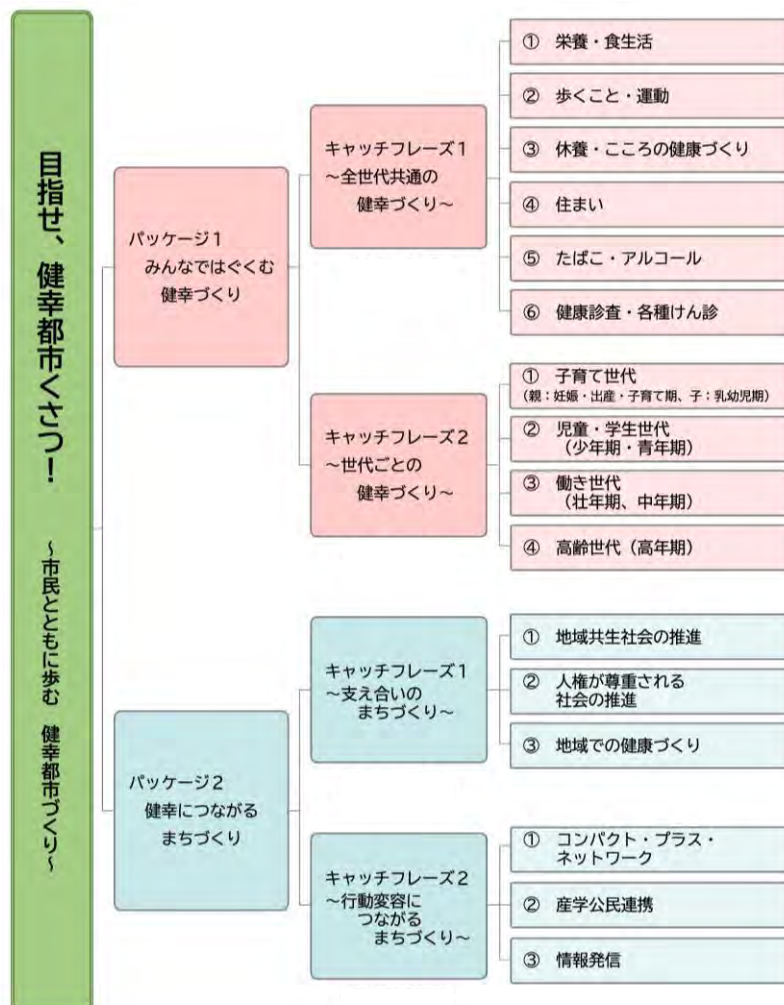 目指せ、健幸都市くさつ！
～市民とともに歩む　健幸都市づくり～
パッケージ１
みんなではぐくむ
健幸づくり
キャッチフレーズ１
～全世代共通の
健幸づくり～
①　栄養・食生活
②　歩くこと・運動
③　休養・こころの健康づくり
④　住まい
⑤　たばこ・アルコール
⑥　健康診査・各種けん診
キャッチフレーズ２
～世代ごとの
健幸づくり～
①　子育て世代
（親：妊娠・出産・子育て期、子：乳幼児期）
②　児童・学生世代
（少年期・青年期）
③　働き世代
（壮年期、中年期）
④　高齢世代（高年期）
パッケージ２
健幸につながる
まちづくり
キャッチフレーズ１
～支え合いの
まちづくり～
①　地域共生社会の推進
②　人権が尊重される
社会の推進
③　地域での健康づくり
キャッチフレーズ２
～行動変容に
つながる
まちづくり～
①　コンパクト・プラス・
ネットワーク
②　産学公民連携
③　情報発信